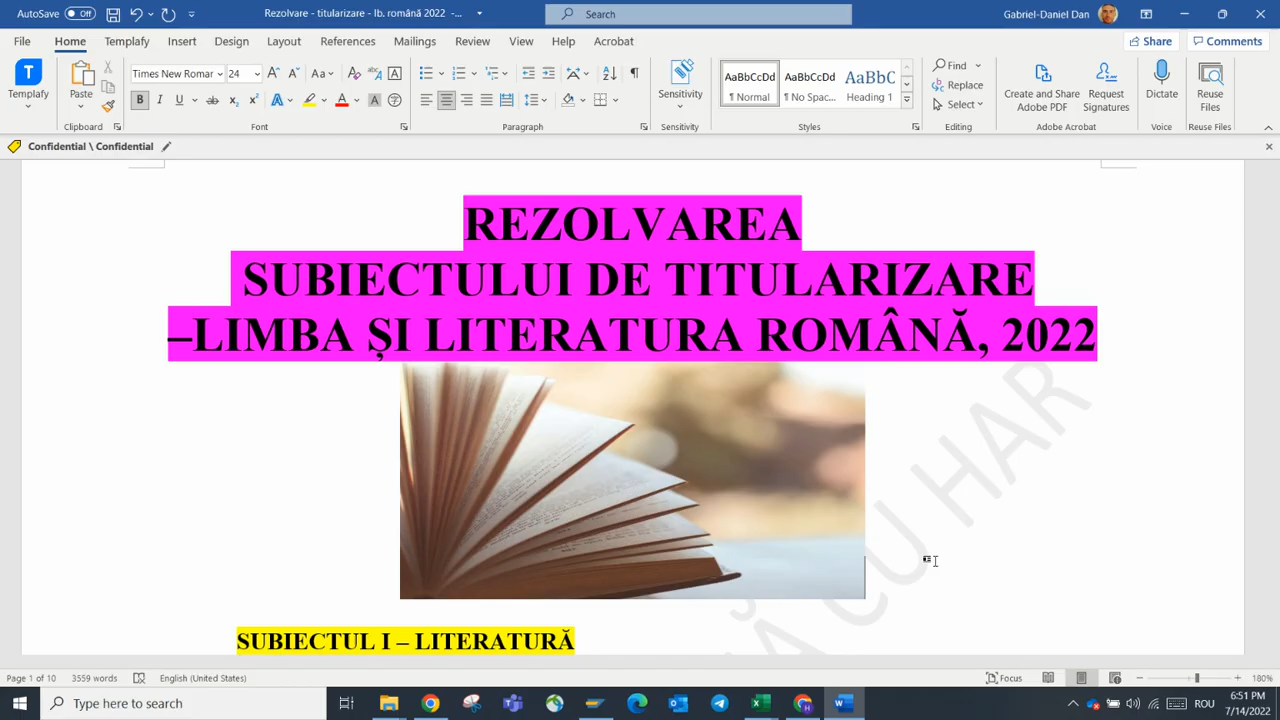 AutoSave Off
Rezolvare - titularizare - lb. română 2022 -...
Search
Gabriel-Daniel Dan
File Home Templafy Insert Design Layout References Mailings Review View Help Acrobat
Share Comments
Templafy
Paste
Clipboard
Times New Roman 24
Font
Paragraph
Sensitivity
Sensitivity
AaBbCcDd AaBbCcDd AaBbC
¶ Normal ¶ No Spac... Heading 1
Styles
Find
Replace
Select
Editing
Create and Share Adobe PDF
Request Signatures
Adobe Acrobat
Dictate
Voice
Reuse Files
Reuse Files
Confidential \ Confidential
REZOLVAREA
SUBIECTULUI DE TITULARIZARE
–LIMBA ȘI LITERATURA ROMÂNĂ, 2022
CU HAR
SUBIECTUL I – LITERATURĂ
Page 1 of 10 3559 words English (United States) Focus 180%
Type here to search
ROU
6:51 PM
7/14/2022